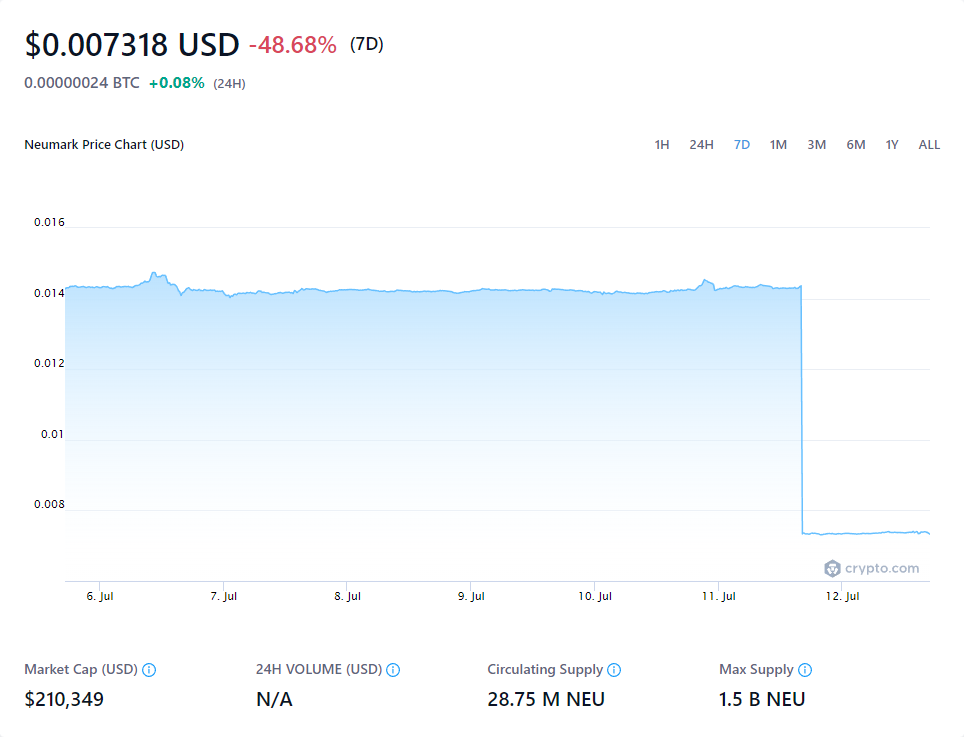 $0.007318 USD -48.68% (7D)
0.00000024 BTC +0.08% (24H)
Neumark Price Chart (USD)
1H 24H 7D 1M 3M 6M 1Y ALL
0.016
0.014
0.012
0.01
0.008
crypto.com
6. Jul 7. Jul 8. Jul 9. Jul 10. Jul 11. Jul 12. Jul
Market Cap (USD) 24H VOLUME (USD) Circulating Supply Max Supply
$210,349 N/A 28.75 M NEU 1.5 B NEU